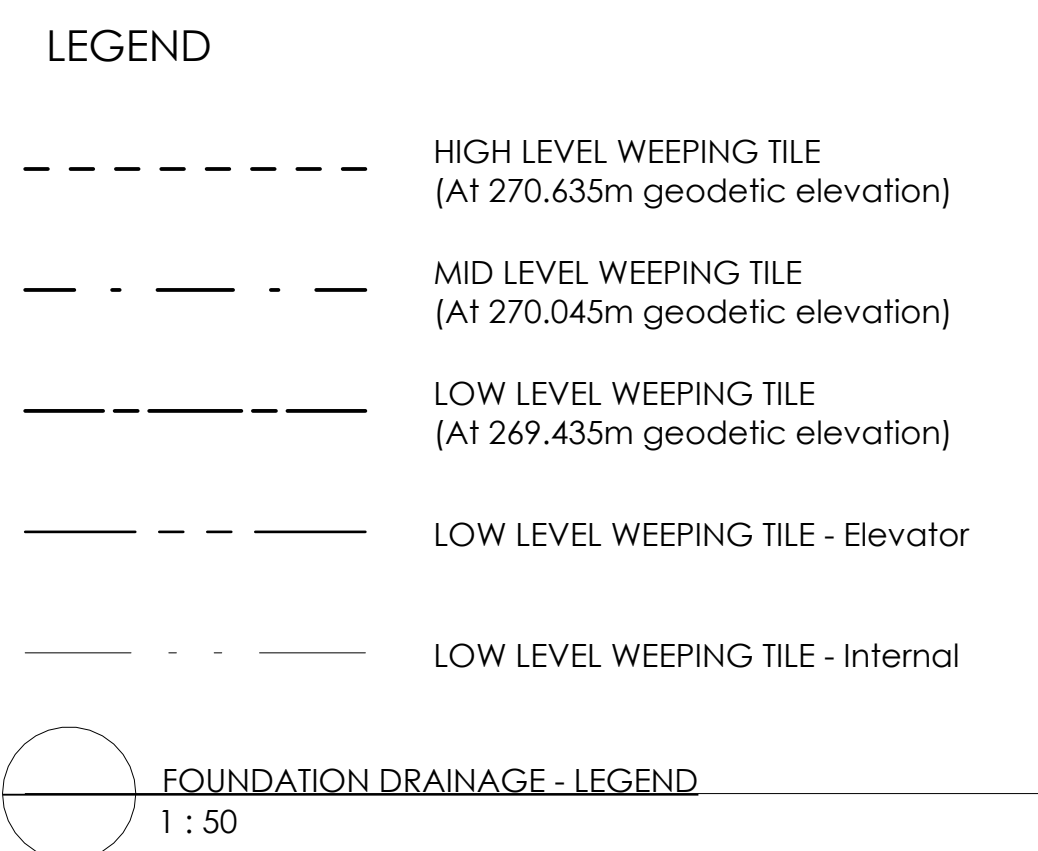 LEGEND
HIGH LEVEL WEEPING TILE
(At 270.635m geodetic elevation)
MID LEVEL WEEPING TILE
(At 270.045m geodetic elevation)
LOW LEVEL WEEPING TILE
(At 269.435m geodetic elevation)
LOW LEVEL WEEPING TILE - Elevator
LOW LEVEL WEEPING TILE - Internal
FOUNDATION DRAINAGE - LEGEND
1 : 50